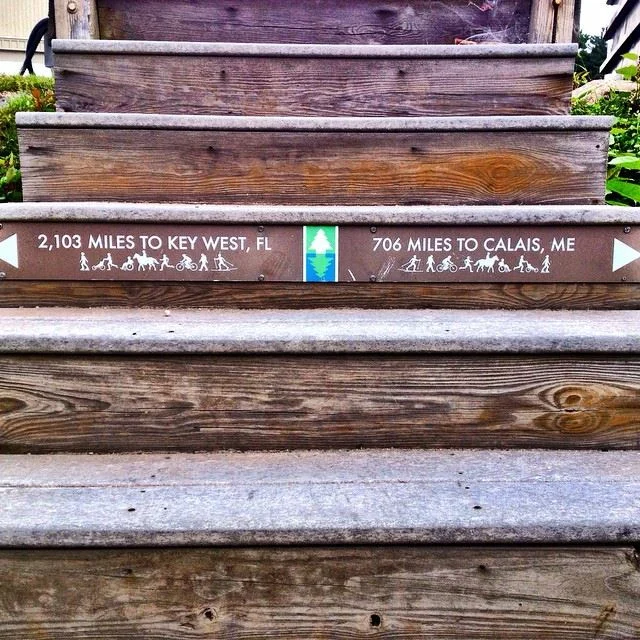 2,103 MILES TO KEY WEST, FL
706 MILES TO CALAIS, ME